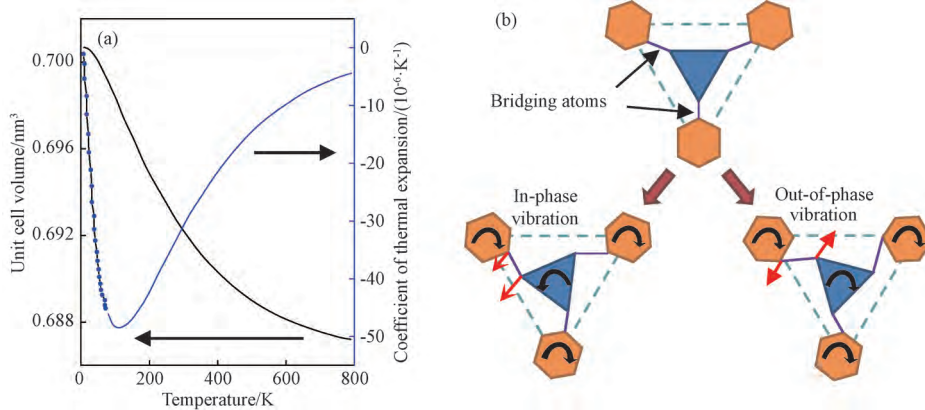 (a)
0.700
0.696
0.692
0.688
Unit cell volume/nm³
0
200
400
600
800
Temperature/K
0
-10
-20
-30
-40
-50
Coefficient of thermal expansion/(10⁻⁶·K⁻¹)
(b)
Bridging atoms
In-phase
vibration
Out-of-phase
vibration